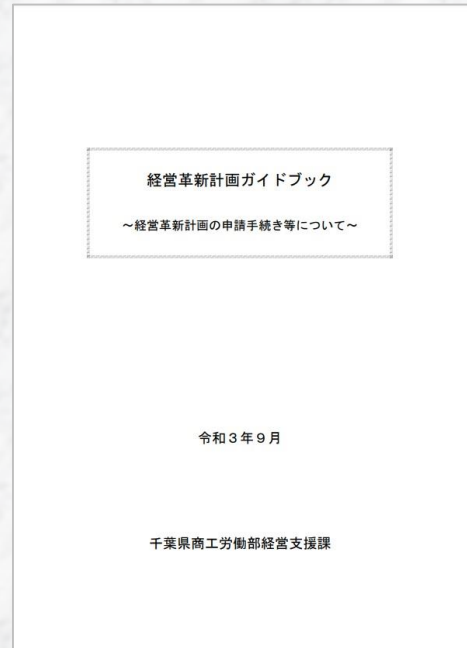 経営革新計画ガイドブック
～経営革新計画の申請手続き等について～
令和３年９月
千葉県商工労働部経営支援課